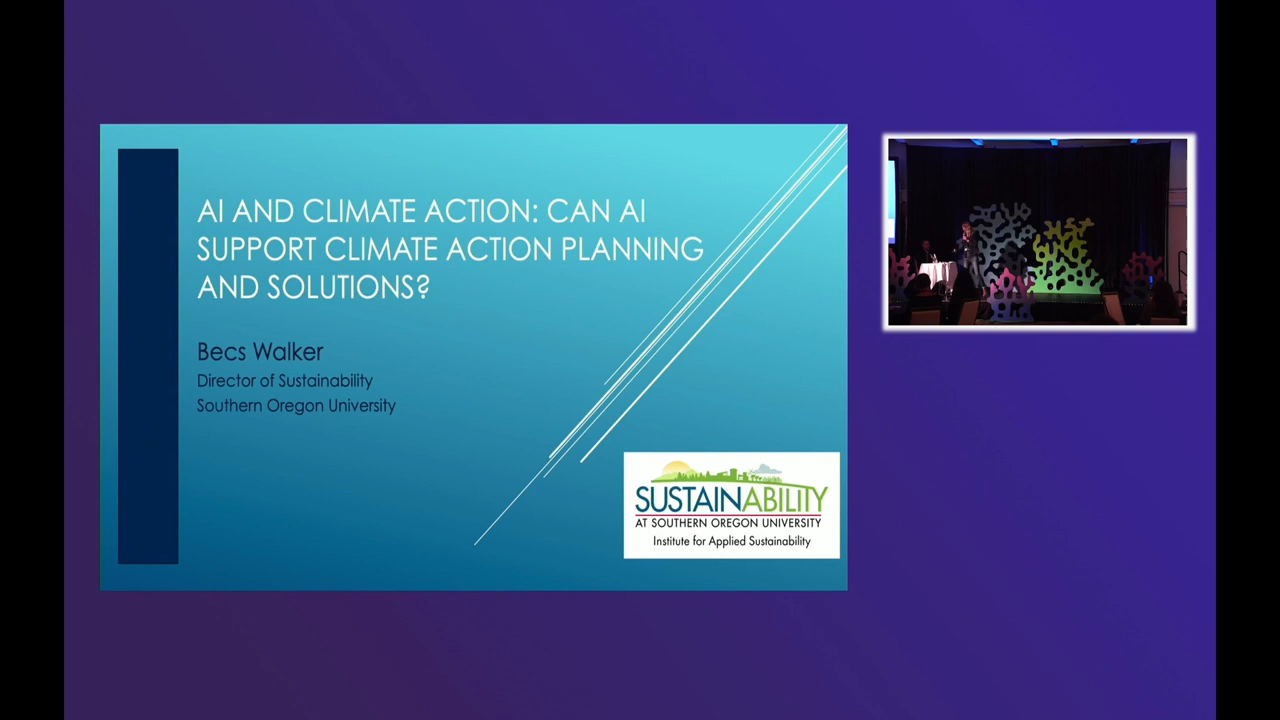 AI AND CLIMATE ACTION: CAN AI
SUPPORT CLIMATE ACTION PLANNING
AND SOLUTIONS?
Becs Walker
Director of Sustainability
Southern Oregon University
SUSTAINABILITY
AT SOUTHERN OREGON UNIVERSITY
Institute for Applied Sustainability